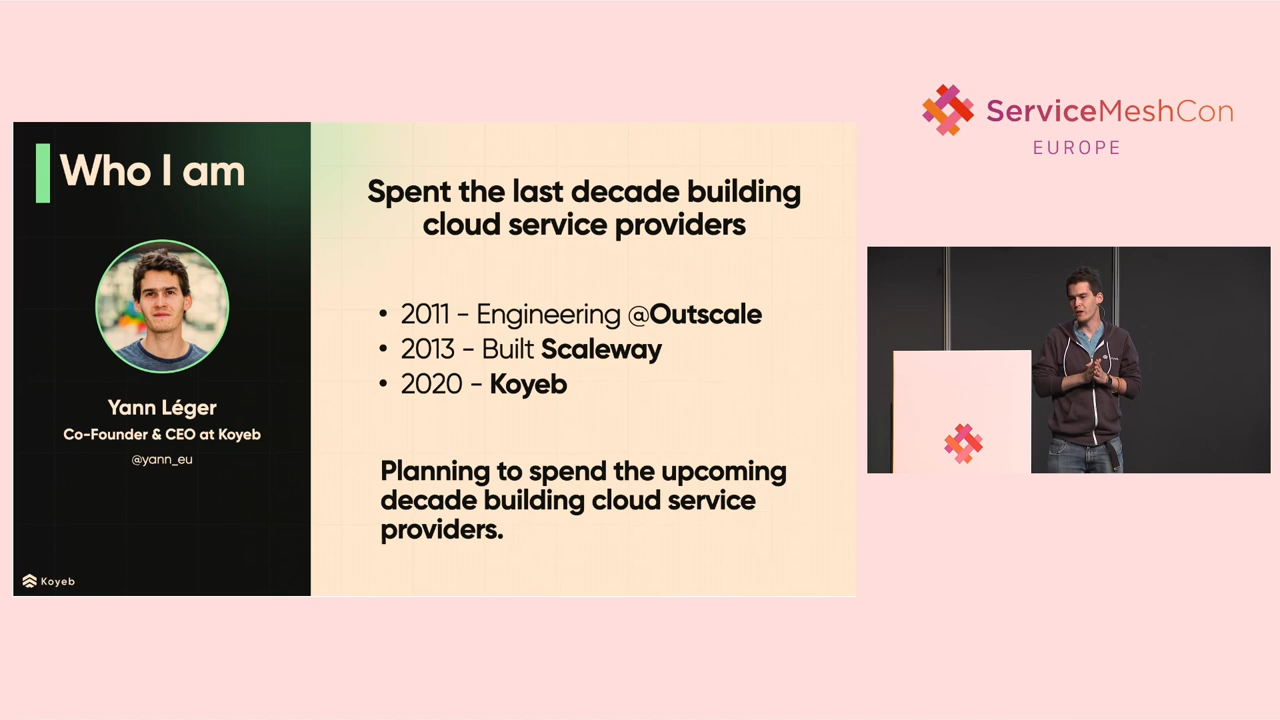 Who I am
Yann Léger
Co-Founder & CEO at Koyeb
@yann_eu
Koyeb
Spent the last decade building
cloud service providers
• 2011 - Engineering @Outscale
• 2013 - Built Scaleway
• 2020 - Koyeb
Planning to spend the upcoming
decade building cloud service
providers.
ServiceMeshCon
EUROPE